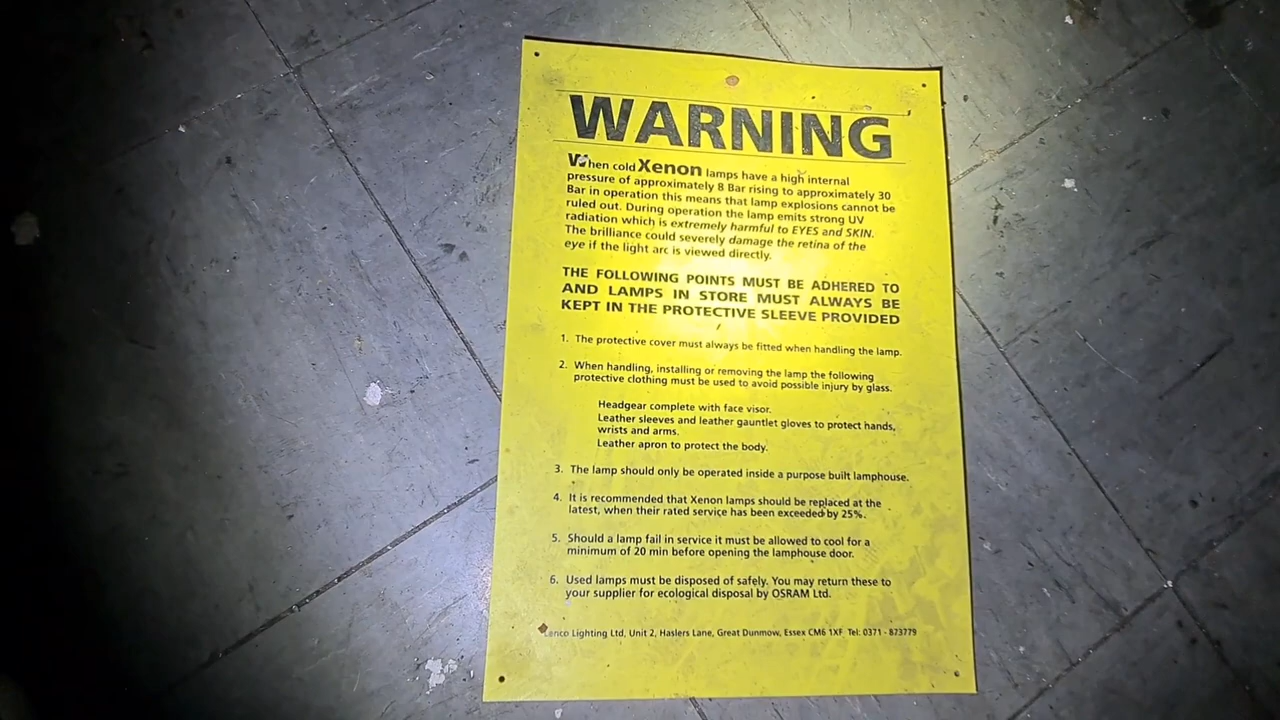 WARNING
When cold Xenon lamps have a high internal
pressure of approximately 8 Bar rising to approximately 30
Bar in operation this means that lamp explosions cannot be
ruled out. During operation the lamp emits strong UV
radiation which is extremely harmful to EYES and SKIN.
The brilliance could severely damage the retina of the
eye if the light arc is viewed directly.
THE FOLLOWING POINTS MUST BE ADHERED TO
AND LAMPS IN STORE MUST ALWAYS BE
KEPT IN THE PROTECTIVE SLEEVE PROVIDED
1. The protective cover must always be fitted when handling the lamp.
2. When handling, installing or removing the lamp the following
protective clothing must be used to avoid possible injury by glass.
Headgear complete with face visor.
Leather sleeves and leather gauntlet gloves to protect hands,
wrists and arms.
Leather apron to protect the body.
3. The lamp should only be operated inside a purpose built lamphouse.
4. It is recommended that Xenon lamps should be replaced at the
latest, when their rated service has been exceeded by 25%.
5. Should a lamp fail in service it must be allowed to cool for a
minimum of 20 min before opening the lamphouse door.
6. Used lamps must be disposed of safely. You may return these to
your supplier for ecological disposal by OSRAM Ltd.
Lighting Ltd, Unit 2, Haslers Lane, Great Dunmow, Essex CM6 1XF Tel: 0371 - 873779